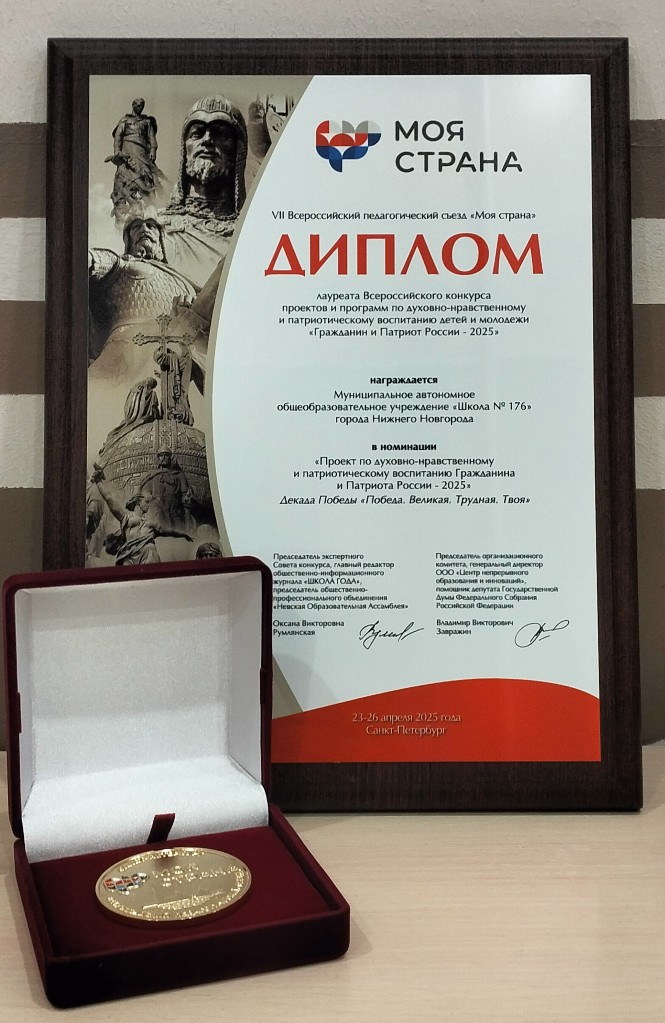 МОЯ
СТРАНА
VII Всероссийский педагогический съезд «Моя страна»
ДИПЛОМ
лауреата Всероссийского конкурса
проектов и программ по духовно-нравственному
и патриотическому воспитанию детей и молодежи
«Гражданин и Патриот России - 2025»
награждается
Муниципальное автономное
общеобразовательное учреждение «Школа № 176»
города Нижнего Новгорода
в номинации
«Проект по духовно-нравственному
и патриотическому воспитанию Гражданина
и Патриота России - 2025»
Декада Победы «Победа. Великая. Трудная. Твоя»
Председатель экспертного
Совета конкурса, главный редактор
общественно-информационного
журнала «ШКОЛА ГОДА»,
председатель общественно-
профессионального объединения
«Невская Образовательная Ассамблея»
Оксана Викторовна
Румлянская
Председатель организационного
комитета, генеральный директор
ООО «Центр непрерывного
образования и инноваций»,
помощник депутата Государственной
Думы Федерального Собрания
Российской Федерации
Владимир Викторович
Завражин
23-26 апреля 2025 года
Санкт-Петербург
МОЯ
СТРАНА